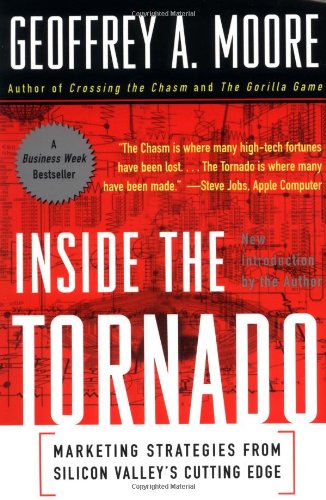 GEOFFREY A. MOORE
Author of Crossing the Chasm and The Gorilla Game
A
Business Week
Bestseller
"The Chasm is where many high-tech fortunes
have been lost. . . . The Tornado is where many
have been made." —Steve Jobs, Apple Computer
INSIDE THE
New
Introduction
by the Author
TORNADO
MARKETING STRATEGIES FROM
SILICON VALLEY'S CUTTING EDGE